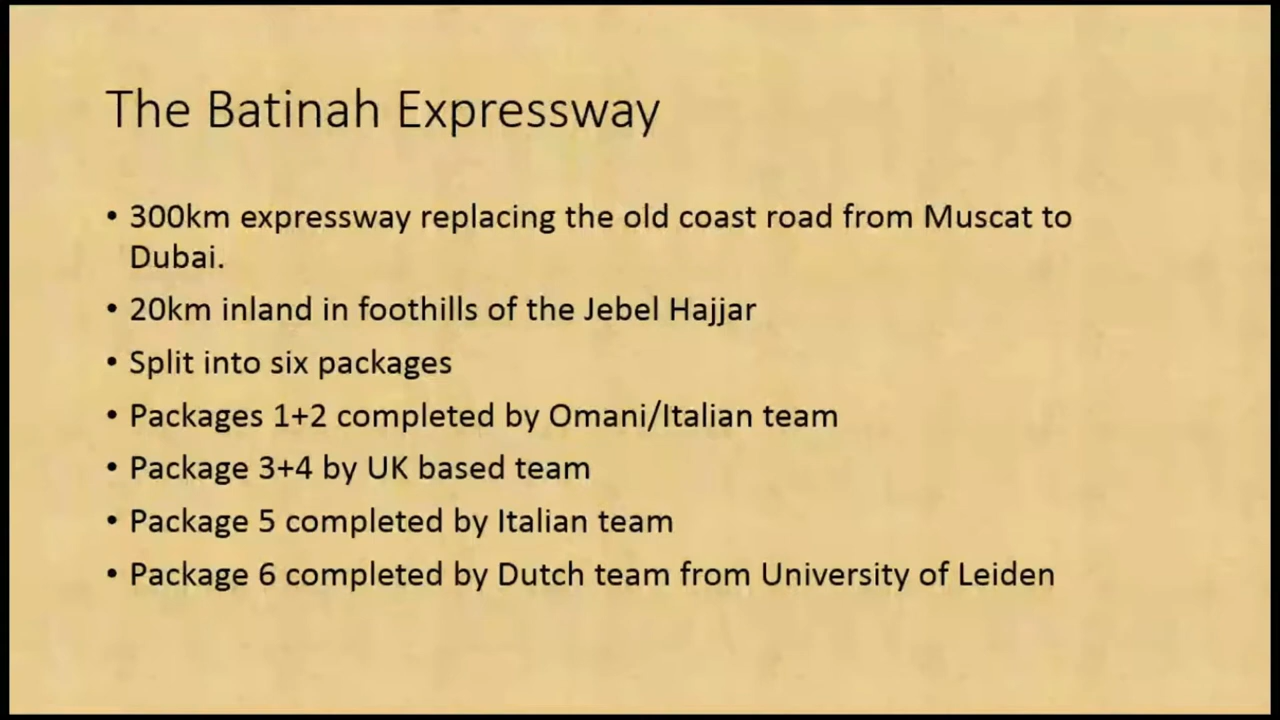 The Batinah Expressway
• 300km expressway replacing the old coast road from Muscat to
Dubai.
• 20km inland in foothills of the Jebel Hajjar
• Split into six packages
• Packages 1+2 completed by Omani/Italian team
• Package 3+4 by UK based team
• Package 5 completed by Italian team
• Package 6 completed by Dutch team from University of Leiden